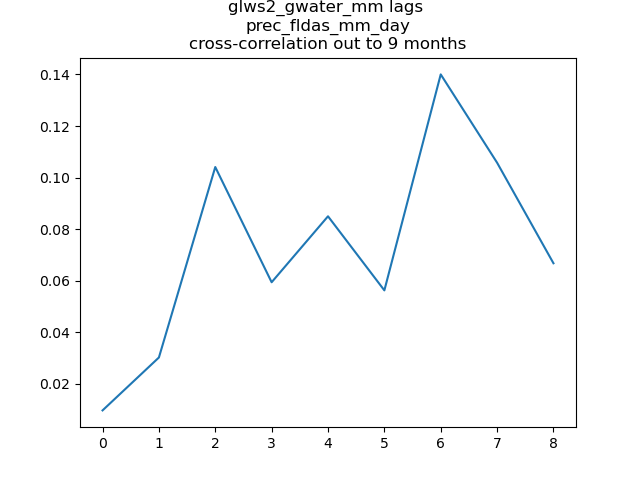 glws2_gwater_mm lags
prec_fldas_mm_day
cross-correlation out to 9 months
0.14
0.12
0.10
0.08
0.06
0.04
0.02
0 1 2 3 4 5 6 7 8